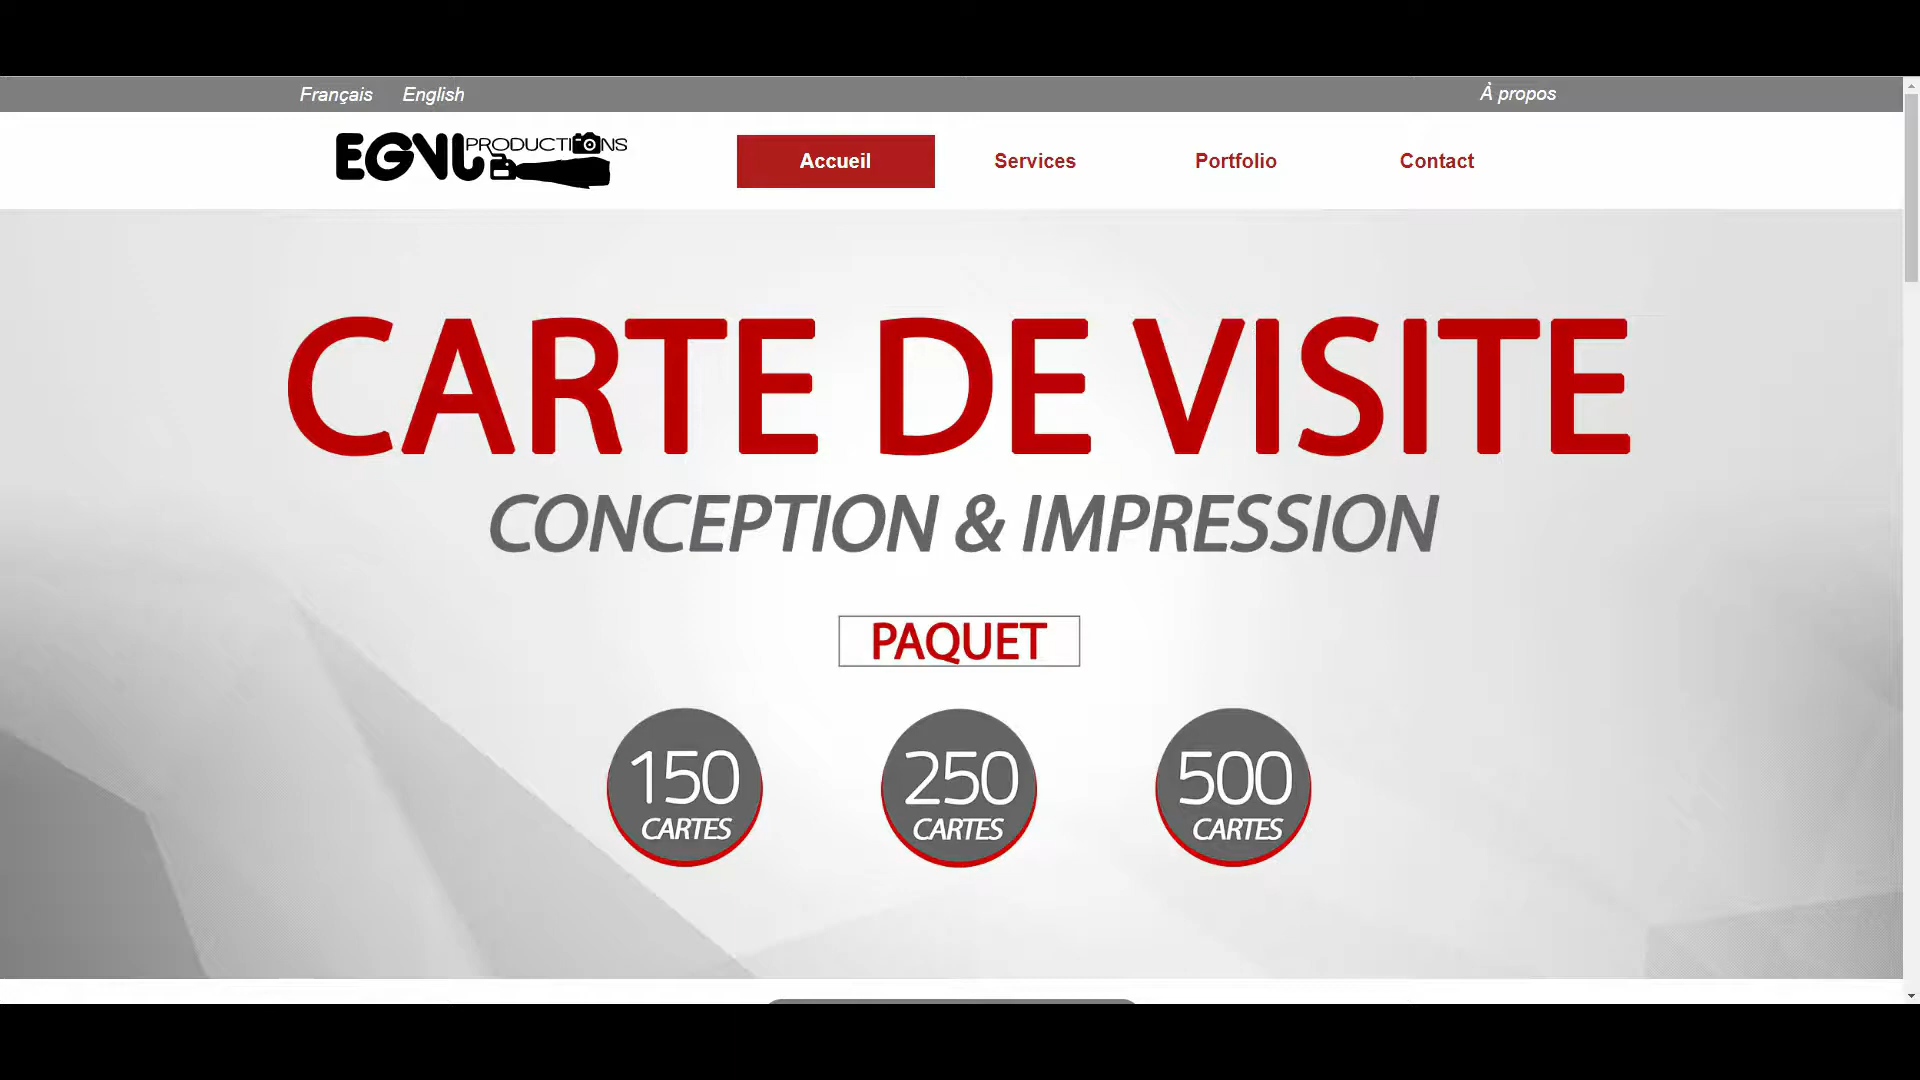 Français English À propos
EGVL PRODUCTIONS
Accueil Services Portfolio Contact
CARTE DE VISITE
CONCEPTION & IMPRESSION
PAQUET
150 250 500
CARTES CARTES CARTES